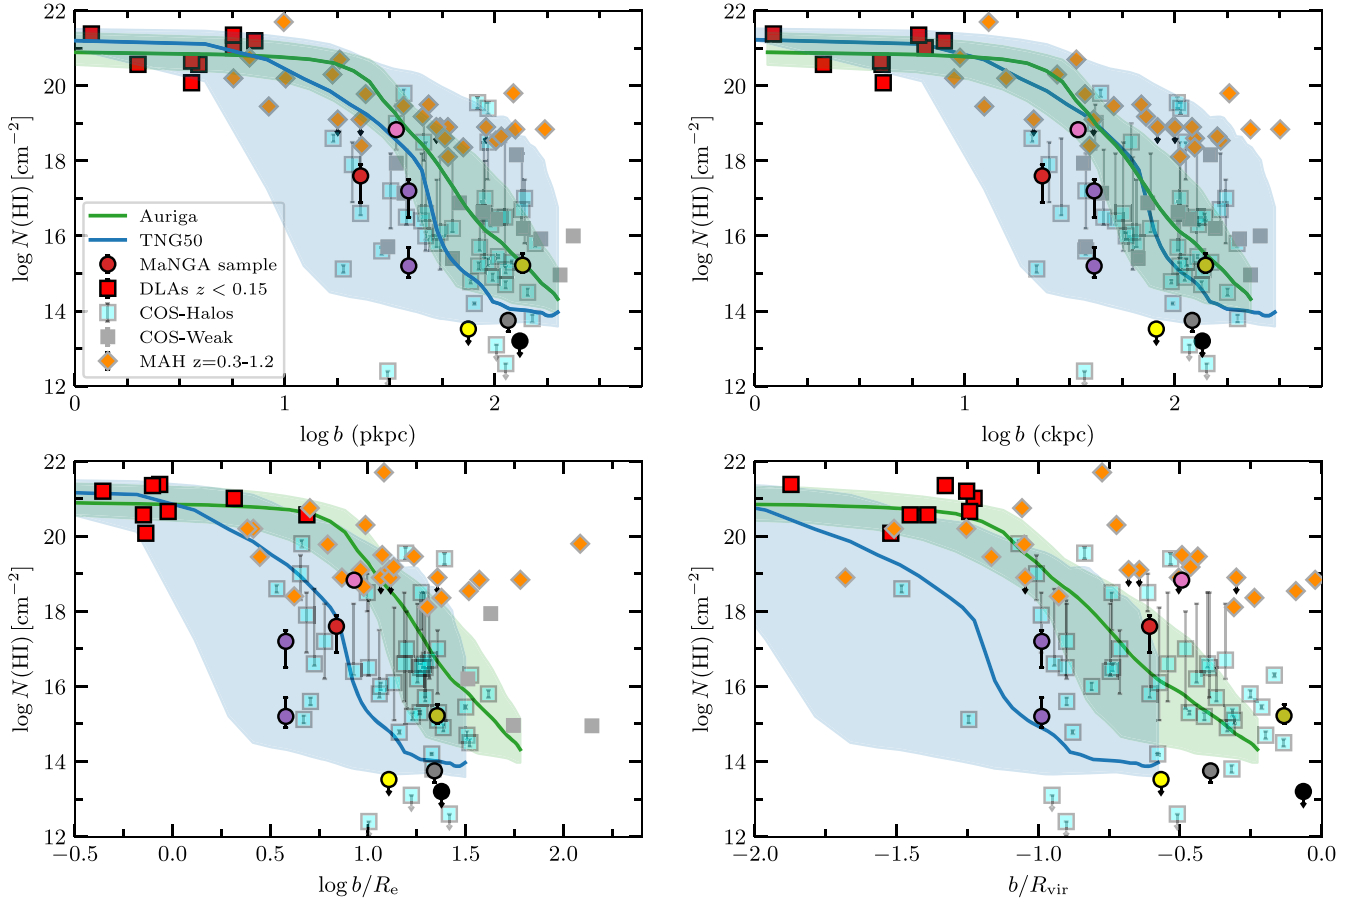 22
20
18
16
14
12
log N(HI) [cm⁻²]
Auriga
TNG50
MaNGA sample
DLAs z < 0.15
COS-Halos
COS-Weak
MAH z=0.3-1.2
0 1 2
log b (pkpc)
22
20
18
16
14
12
log N(HI) [cm⁻²]
0 1 2
log b (ckpc)
22
20
18
16
14
12
log N(HI) [cm⁻²]
−0.5 0.0 0.5 1.0 1.5 2.0
log b/Rₑ
22
20
18
16
14
12
log N(HI) [cm⁻²]
−2.0 −1.5 −1.0 −0.5 0.0
b/R_vir